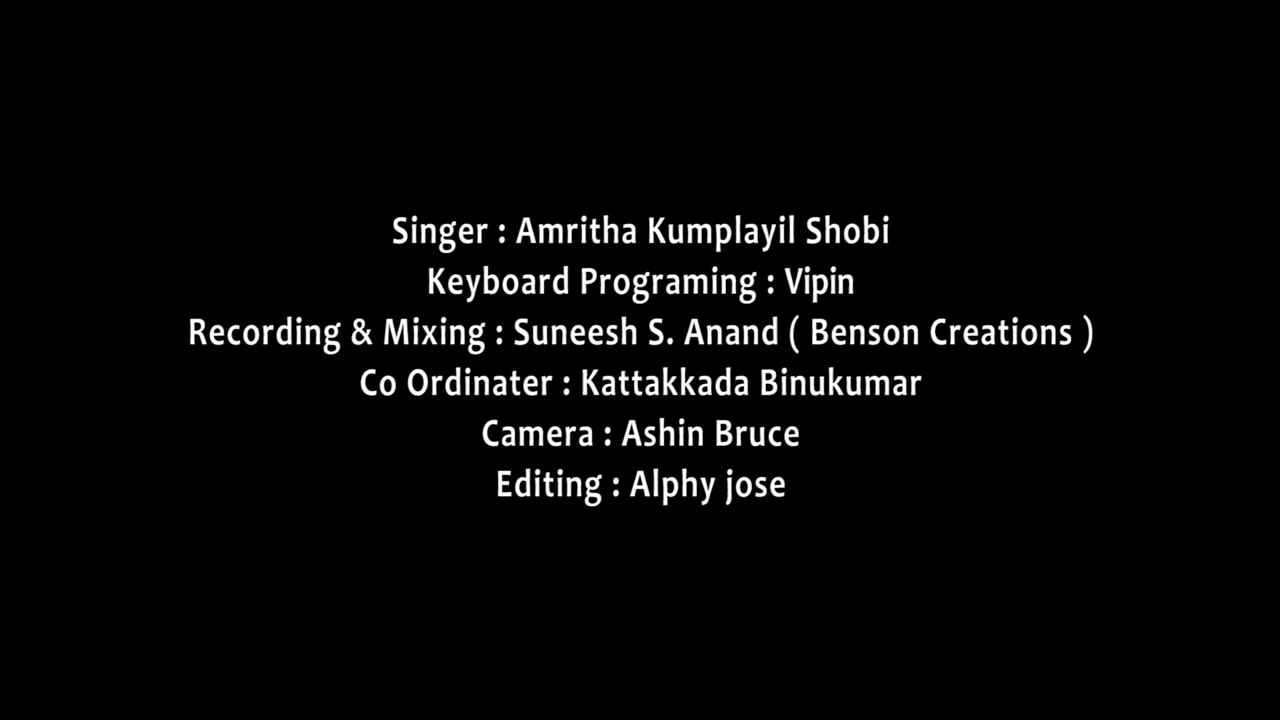 Singer : Amritha Kumplayil Shobi
Keyboard Programing : Vipin
Recording & Mixing : Suneesh S. Anand ( Benson Creations )
Co Ordinater : Kattakkada Binukumar
Camera : Ashin Bruce
Editing : Alphy jose